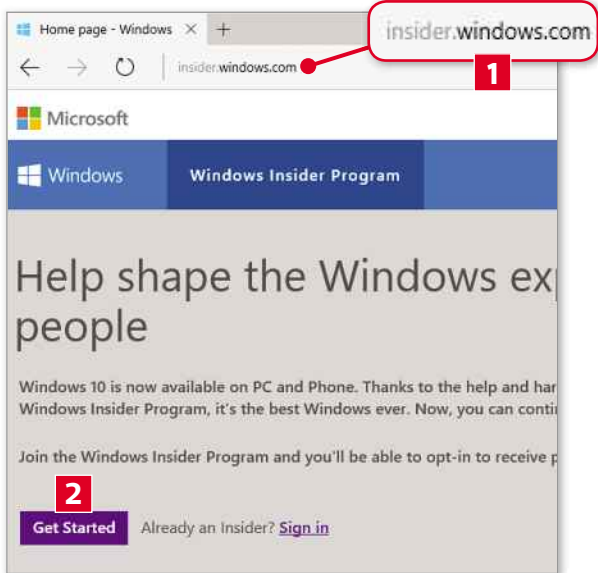 Home page - Windows
insider.windows.com
insider.windows.com
1
Microsoft
Windows
Windows Insider Program
Help shape the Windows
people
Windows 10 is now available on PC and Phone. Thanks to the help and
Windows Insider Program, it's the best Windows ever. Now, you can
Join the Windows Insider Program and you'll be able to opt-in to receive
2
Get Started
Already an Insider? Sign in